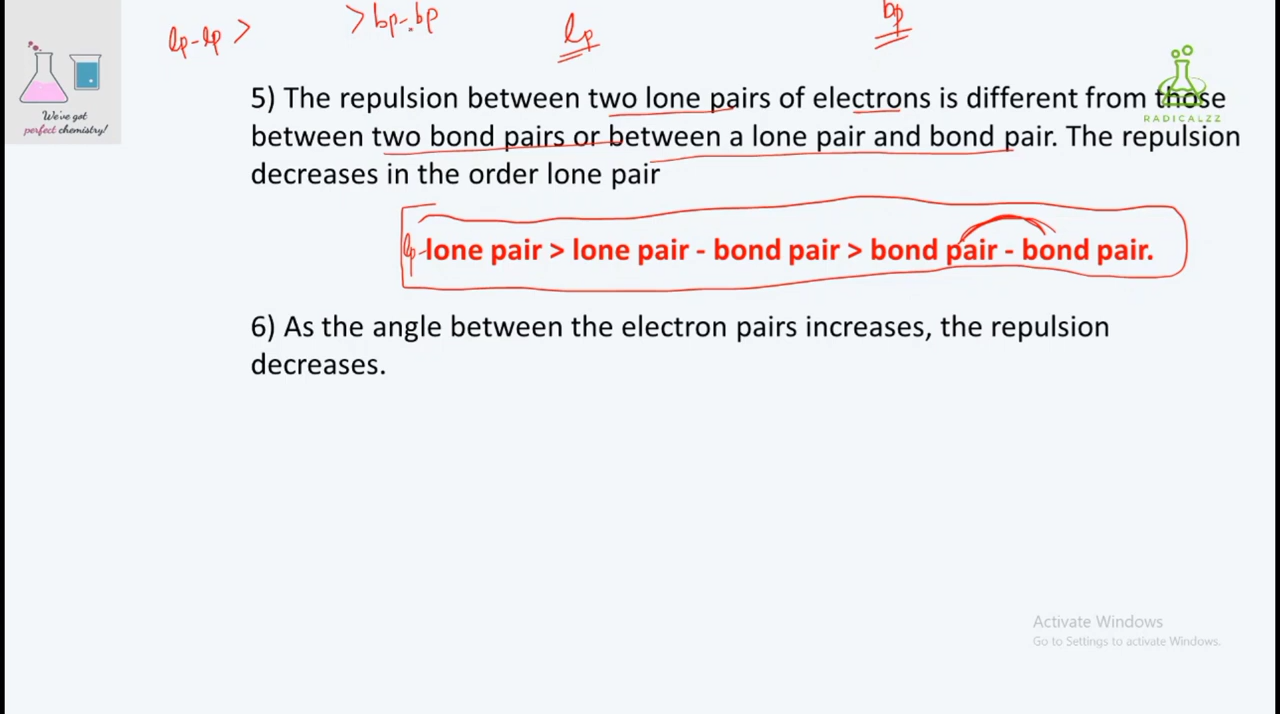 lp-lp >
> bp-bp
lp
bp
We've got
perfect chemistry!
RADICALZZ
5) The repulsion between two lone pairs of electrons is different from those
between two bond pairs or between a lone pair and bond pair. The repulsion
decreases in the order lone pair
lp-lone pair > lone pair - bond pair > bond pair - bond pair.
6) As the angle between the electron pairs increases, the repulsion
decreases.
Activate Windows
Go to Settings to activate Windows.